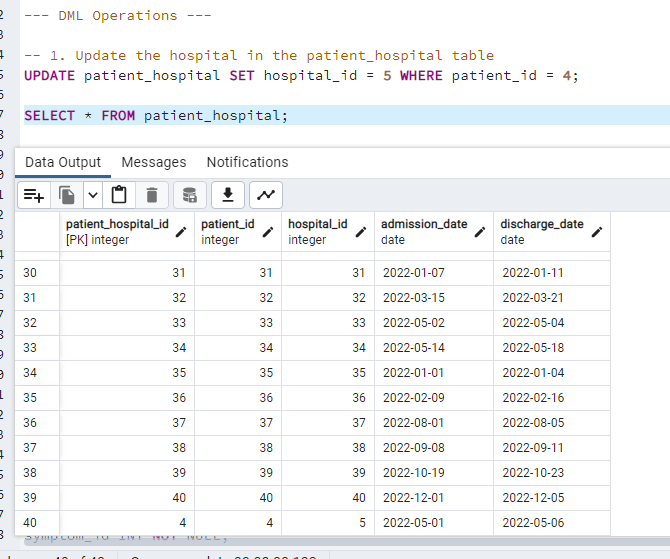 --- DML Operations ---
-- 1. Update the hospital in the patient_hospital table
UPDATE patient_hospital SET hospital_id = 5 WHERE patient_id = 4;
SELECT * FROM patient_hospital;
Data Output Messages Notifications
patient_hospital_id patient_id hospital_id admission_date discharge_date
[PK] integer integer integer date date
30 31 31 31 2022-01-07 2022-01-11
31 32 32 32 2022-03-15 2022-03-21
32 33 33 33 2022-05-02 2022-05-04
33 34 34 34 2022-05-14 2022-05-18
34 35 35 35 2022-01-01 2022-01-04
35 36 36 36 2022-02-09 2022-02-16
36 37 37 37 2022-08-01 2022-08-05
37 38 38 38 2022-09-08 2022-09-11
38 39 39 39 2022-10-19 2022-10-23
39 40 40 40 2022-12-01 2022-12-05
40 4 4 5 2022-05-01 2022-05-06
symptom_id INT NOT NULL,